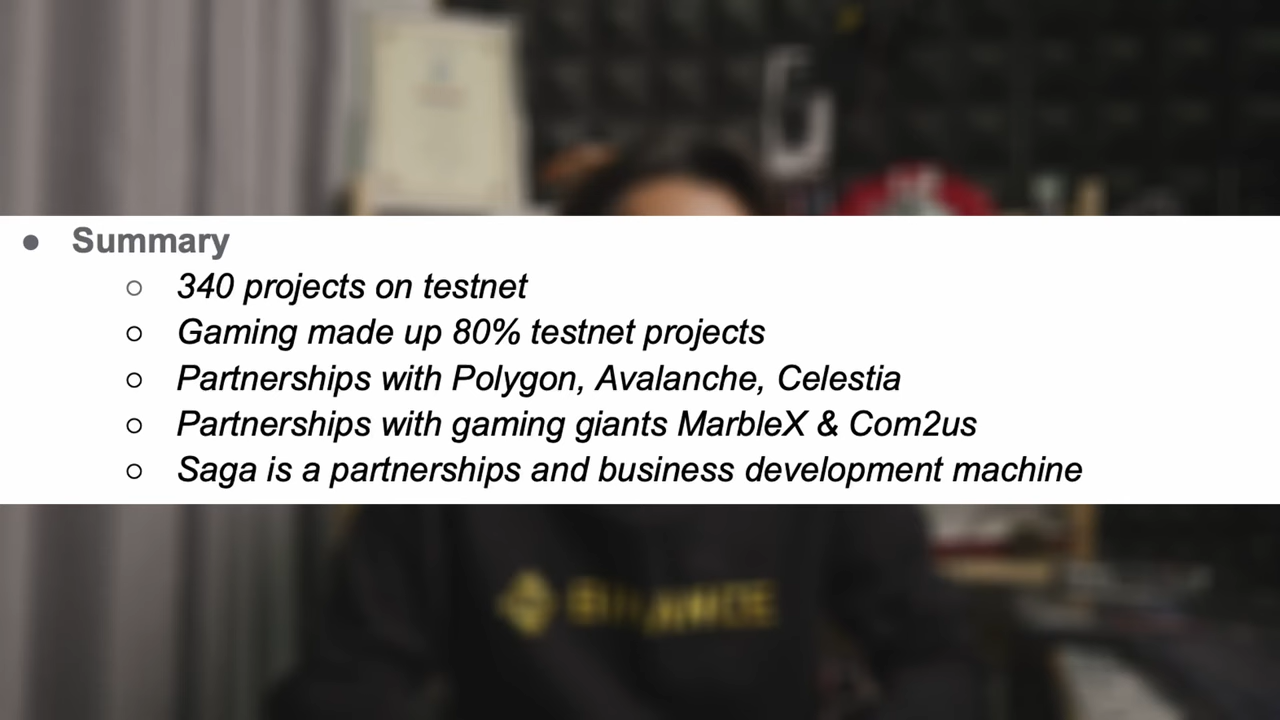 ● Summary
○ 340 projects on testnet
○ Gaming made up 80% testnet projects
○ Partnerships with Polygon, Avalanche, Celestia
○ Partnerships with gaming giants MarbleX & Com2us
○ Saga is a partnerships and business development machine
BINANCE